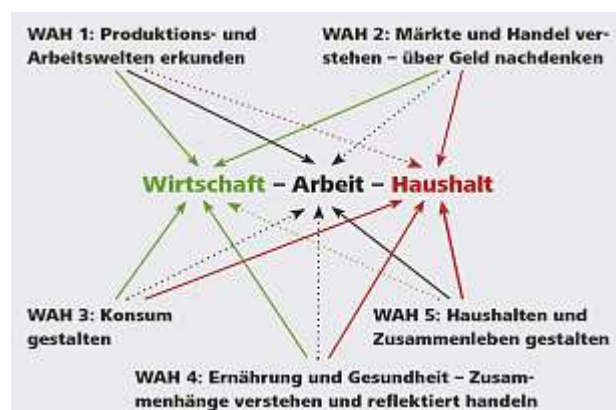 WAH 1: Produktions- und
Arbeitswelten erkunden
WAH 2: Märkte und Handel ver-
stehen – über Geld nachdenken
Wirtschaft – Arbeit – Haushalt
WAH 3: Konsum
gestalten
WAH 5: Haushalten und
Zusammenleben gestalten
WAH 4: Ernährung und Gesundheit – Zusam-
menhänge verstehen und reflektiert handeln